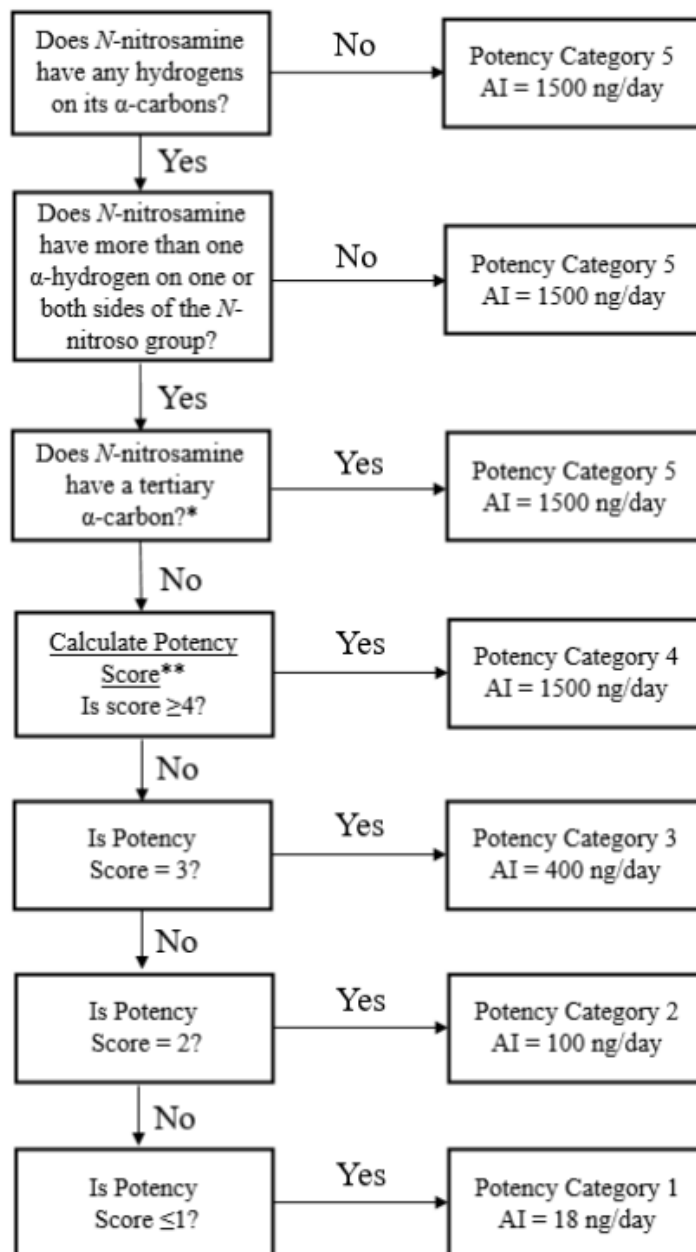 Does N-nitrosamine
have any hydrogens
on its α-carbons?
No
Potency Category 5
AI = 1500 ng/day
Yes
Does N-nitrosamine
have more than one
α-hydrogen on one or
both sides of the N-
nitroso group?
No
Potency Category 5
AI = 1500 ng/day
Yes
Does N-nitrosamine
have a tertiary
α-carbon?*
Yes
Potency Category 5
AI = 1500 ng/day
No
Calculate Potency
Score**
Is score ≥4?
Yes
Potency Category 4
AI = 1500 ng/day
No
Is Potency
Score = 3?
Yes
Potency Category 3
AI = 400 ng/day
No
Is Potency
Score = 2?
Yes
Potency Category 2
AI = 100 ng/day
No
Is Potency
Score ≤1?
Yes
Potency Category 1
AI = 18 ng/day